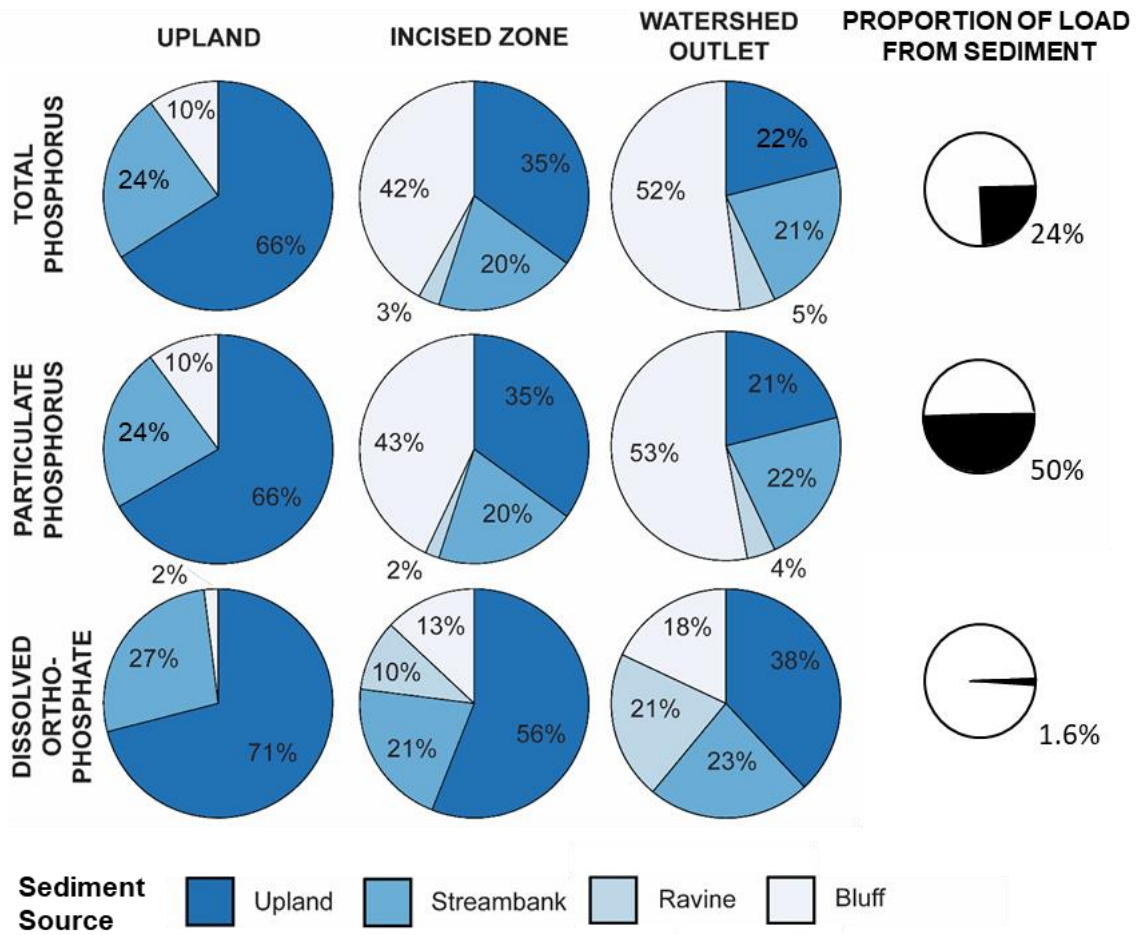 UPLAND
INCISED ZONE
WATERSHED
OUTLET
PROPORTION OF LOAD
FROM SEDIMENT
TOTAL
PHOSPHORUS
10%
24%
66%
42%
35%
20%
3%
52%
22%
21%
5%
24%
PARTICULATE
PHOSPHORUS
10%
24%
66%
43%
35%
20%
2%
53%
21%
22%
4%
50%
DISSOLVED
ORTHO-
PHOSPHATE
2%
27%
71%
13%
10%
21%
56%
18%
38%
21%
23%
1.6%
Sediment
Source
Upland
Streambank
Ravine
Bluff